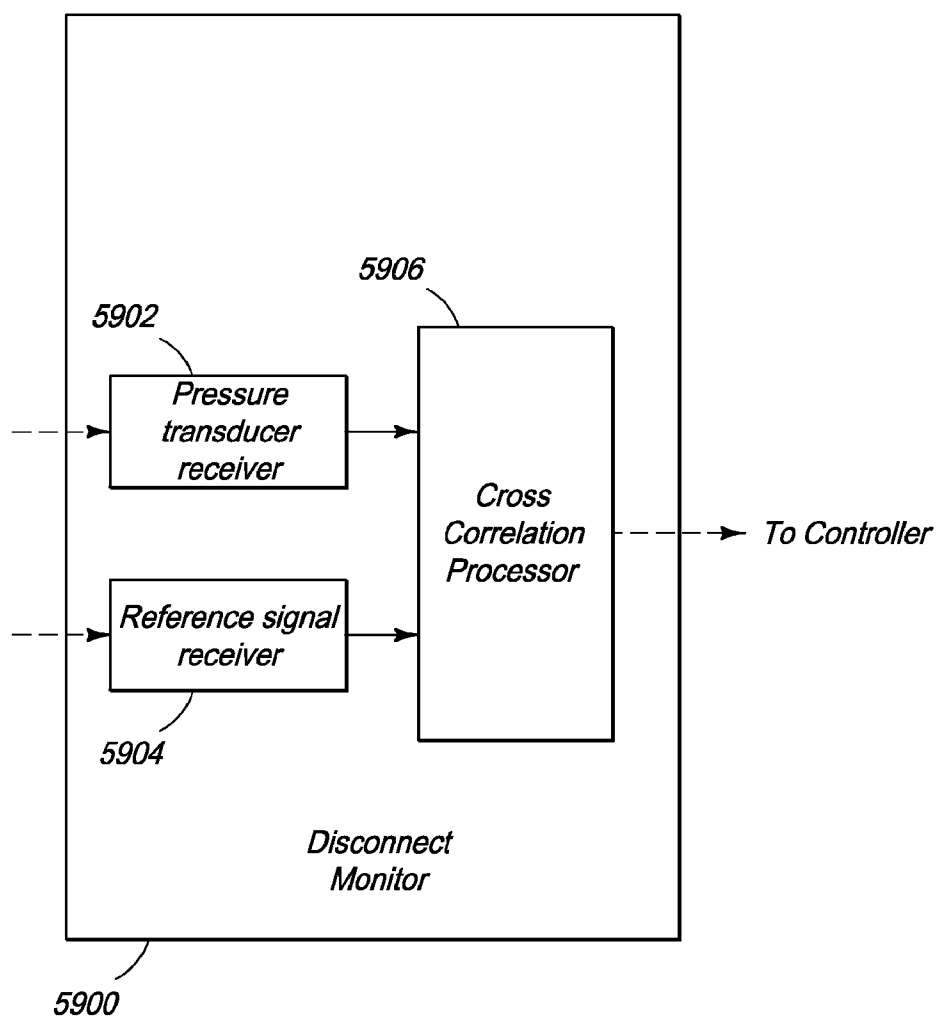 5906
5902
Pressure
transducer
receiver
Cross
Correlation
Processor
To Controller
Reference signal
receiver
5904
Disconnect
Monitor
5900